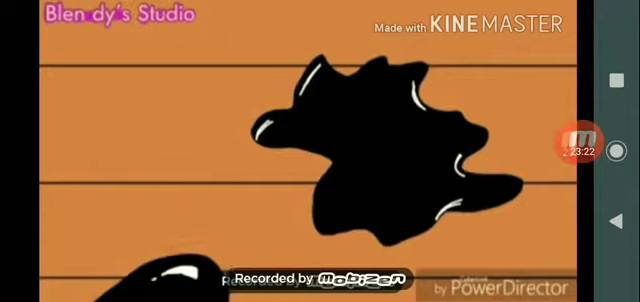 Blendy's Studio
Made with KINEMASTER
23:22
Recorded by mobizen
by PowerDirector